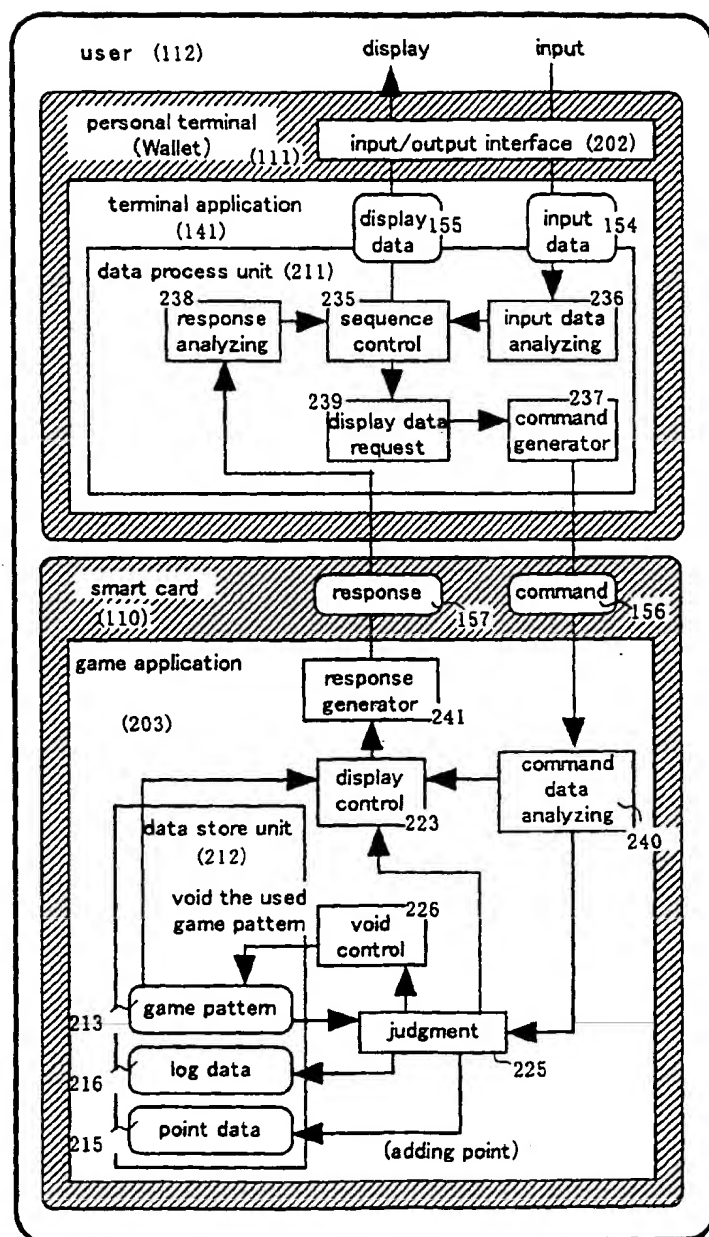 user (112)
display
input
personal terminal
(Wallet)
(111)
input/output interface (202)
terminal application
(141)
display
data
155
input
data
154
data process unit (211)
238
response
analyzing
235
sequence
control
236
input data
analyzing
239
display data
request
237
command
generator
smart card
(110)
response
157
command
156
game application
(203)
response
generator
241
display
control
223
command
data
analyzing
240
data store unit
(212)
void the used
game pattern
226
void
control
game pattern
213
judgment
225
log data
216
point data
215
(adding point)